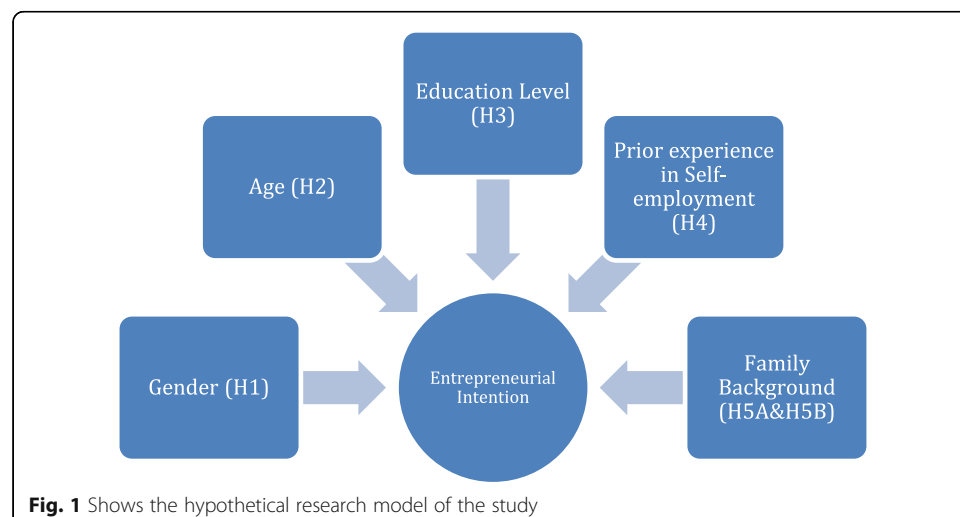 Education Level
(H3)
Prior experience
in Self-
employment
(H4)
Age (H2)
Gender (H1)
Entrepreneurial
Intention
Family
Background
(H5A&H5B)
Fig. 1 Shows the hypothetical research model of the study